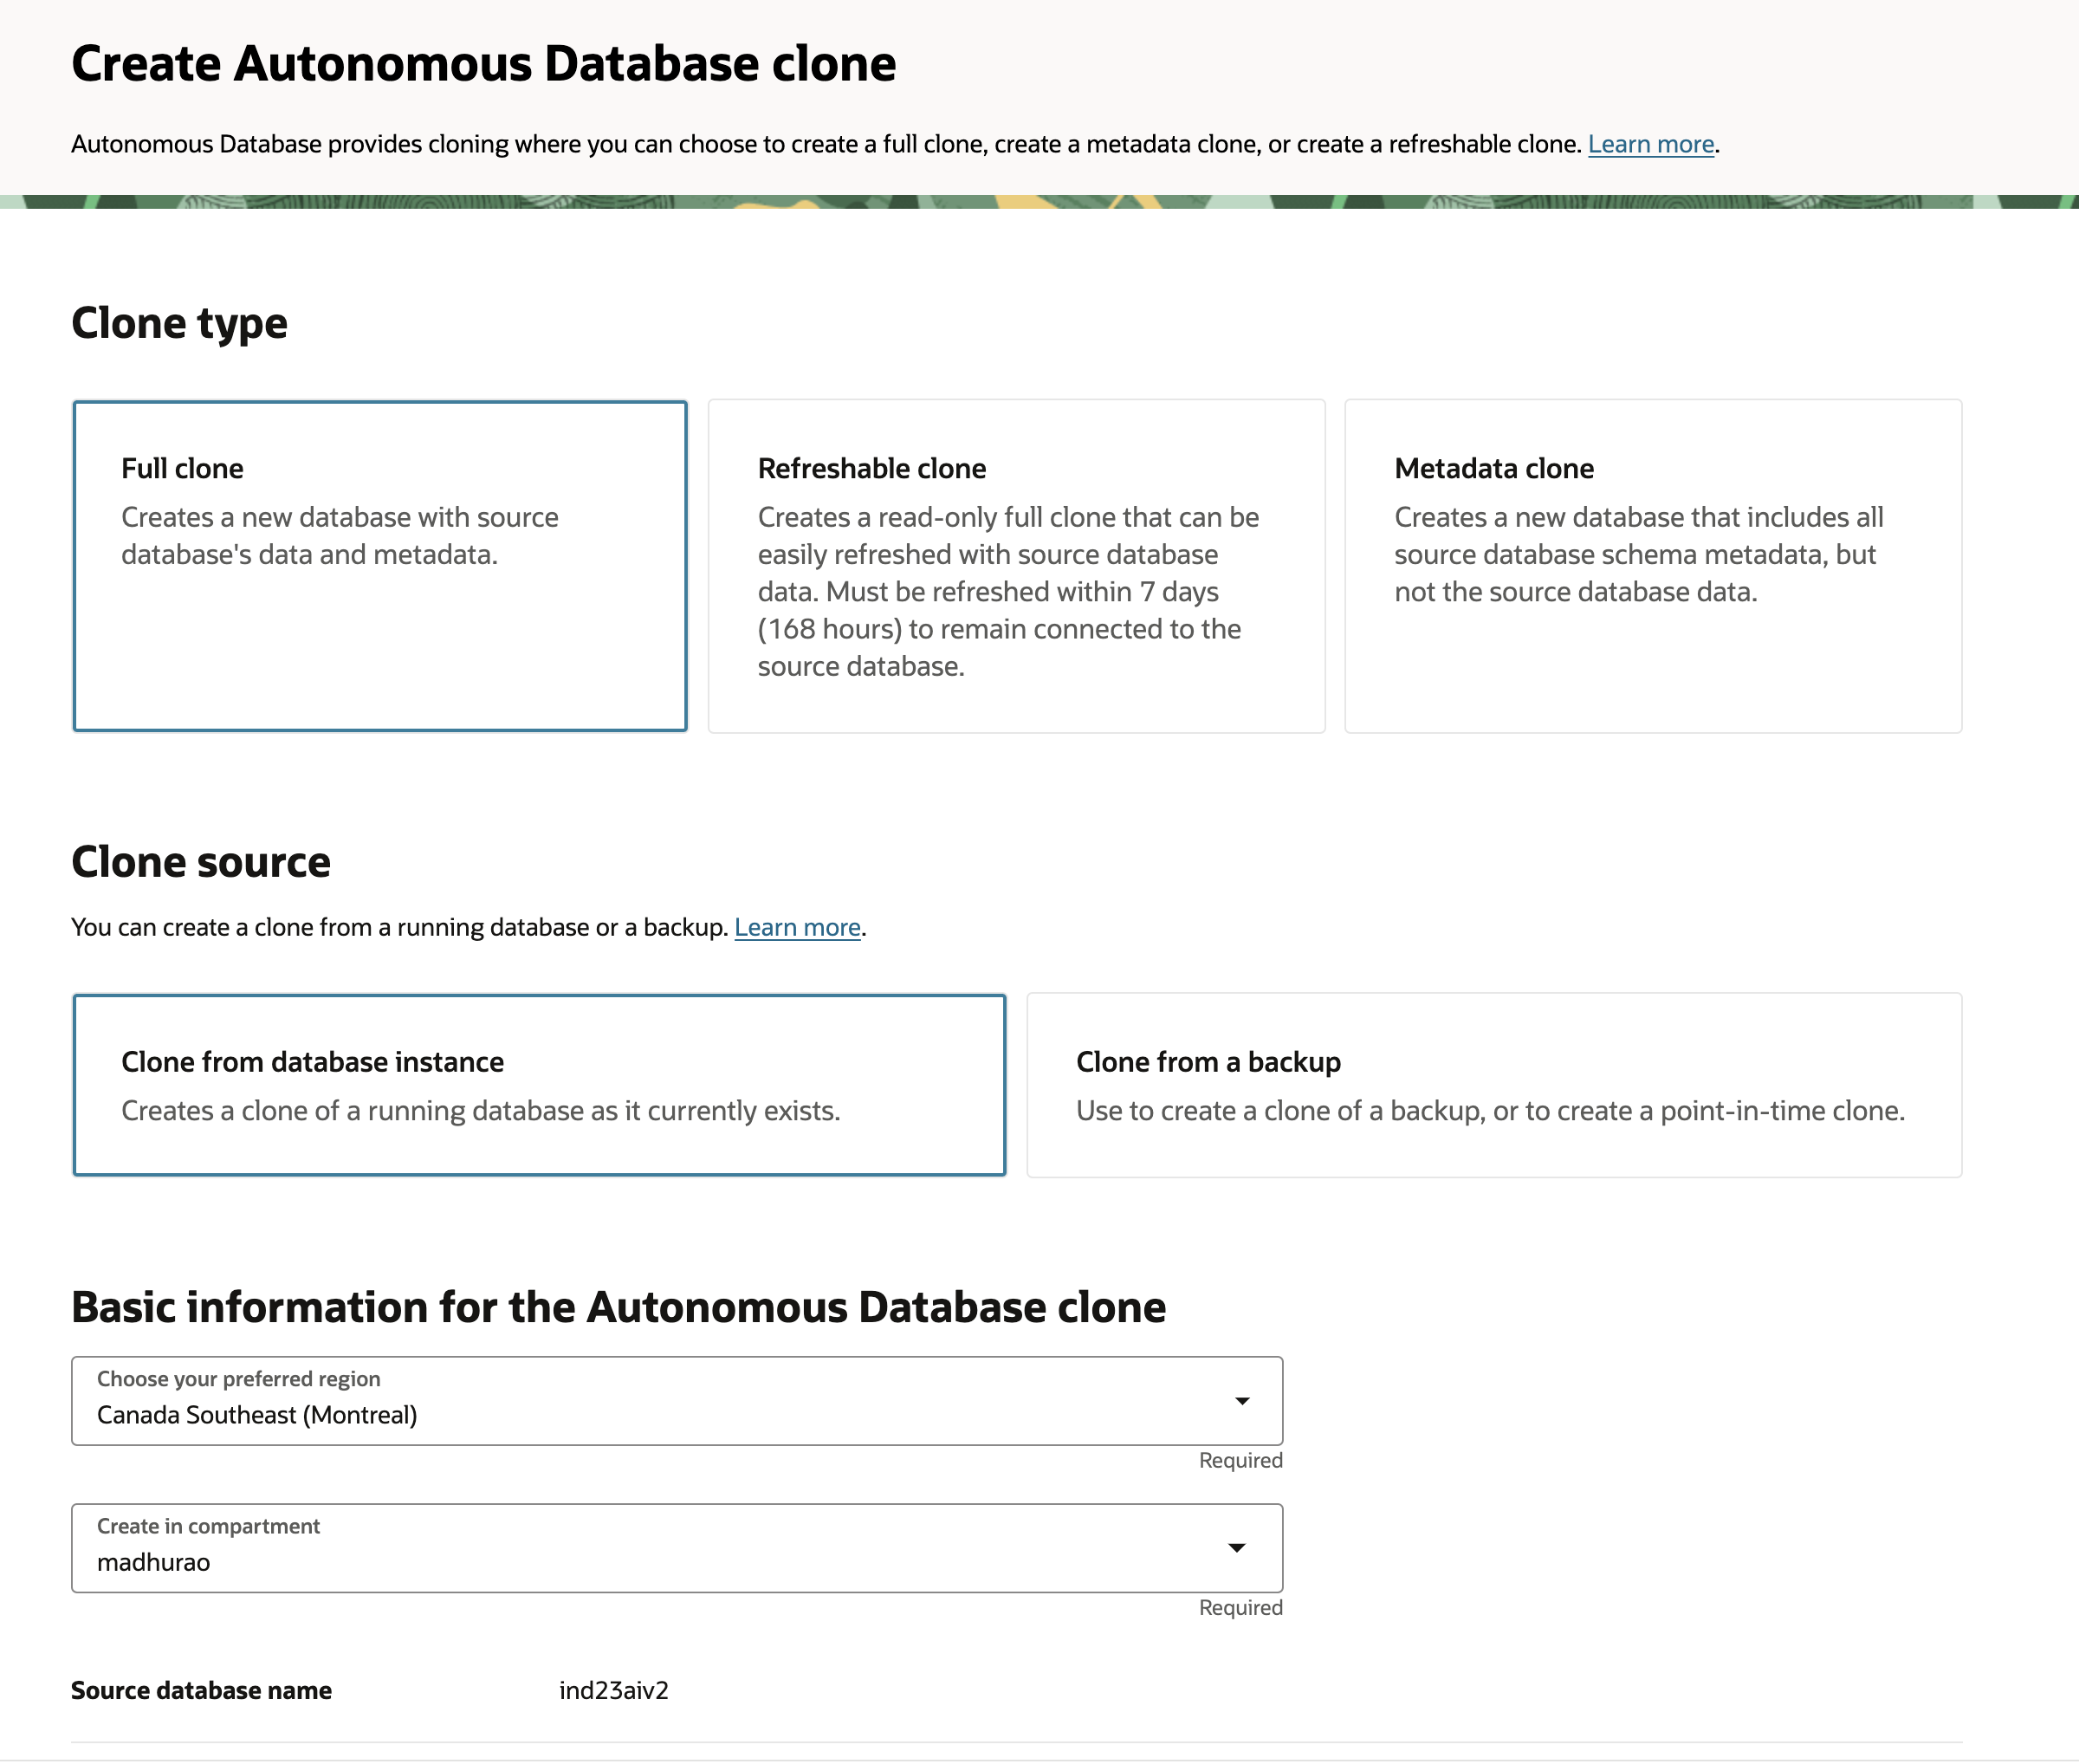 Create Autonomous Database clone
Autonomous Database provides cloning where you can choose to create a full clone, create a metadata clone, or create a refreshable clone. Learn more.
Clone type
Full clone
Creates a new database with source
database's data and metadata.
Refreshable clone
Creates a read-only full clone that can be
easily refreshed with source database
data. Must be refreshed within 7 days
(168 hours) to remain connected to the
source database.
Metadata clone
Creates a new database that includes all
source database schema metadata, but
not the source database data.
Clone source
You can create a clone from a running database or a backup. Learn more.
Clone from database instance
Creates a clone of a running database as it currently exists.
Clone from a backup
Use to create a clone of a backup, or to create a point-in-time clone.
Basic information for the Autonomous Database clone
Choose your preferred region
Canada Southeast (Montreal)
Required
Create in compartment
madhurao
Required
Source database name ind23aiv2